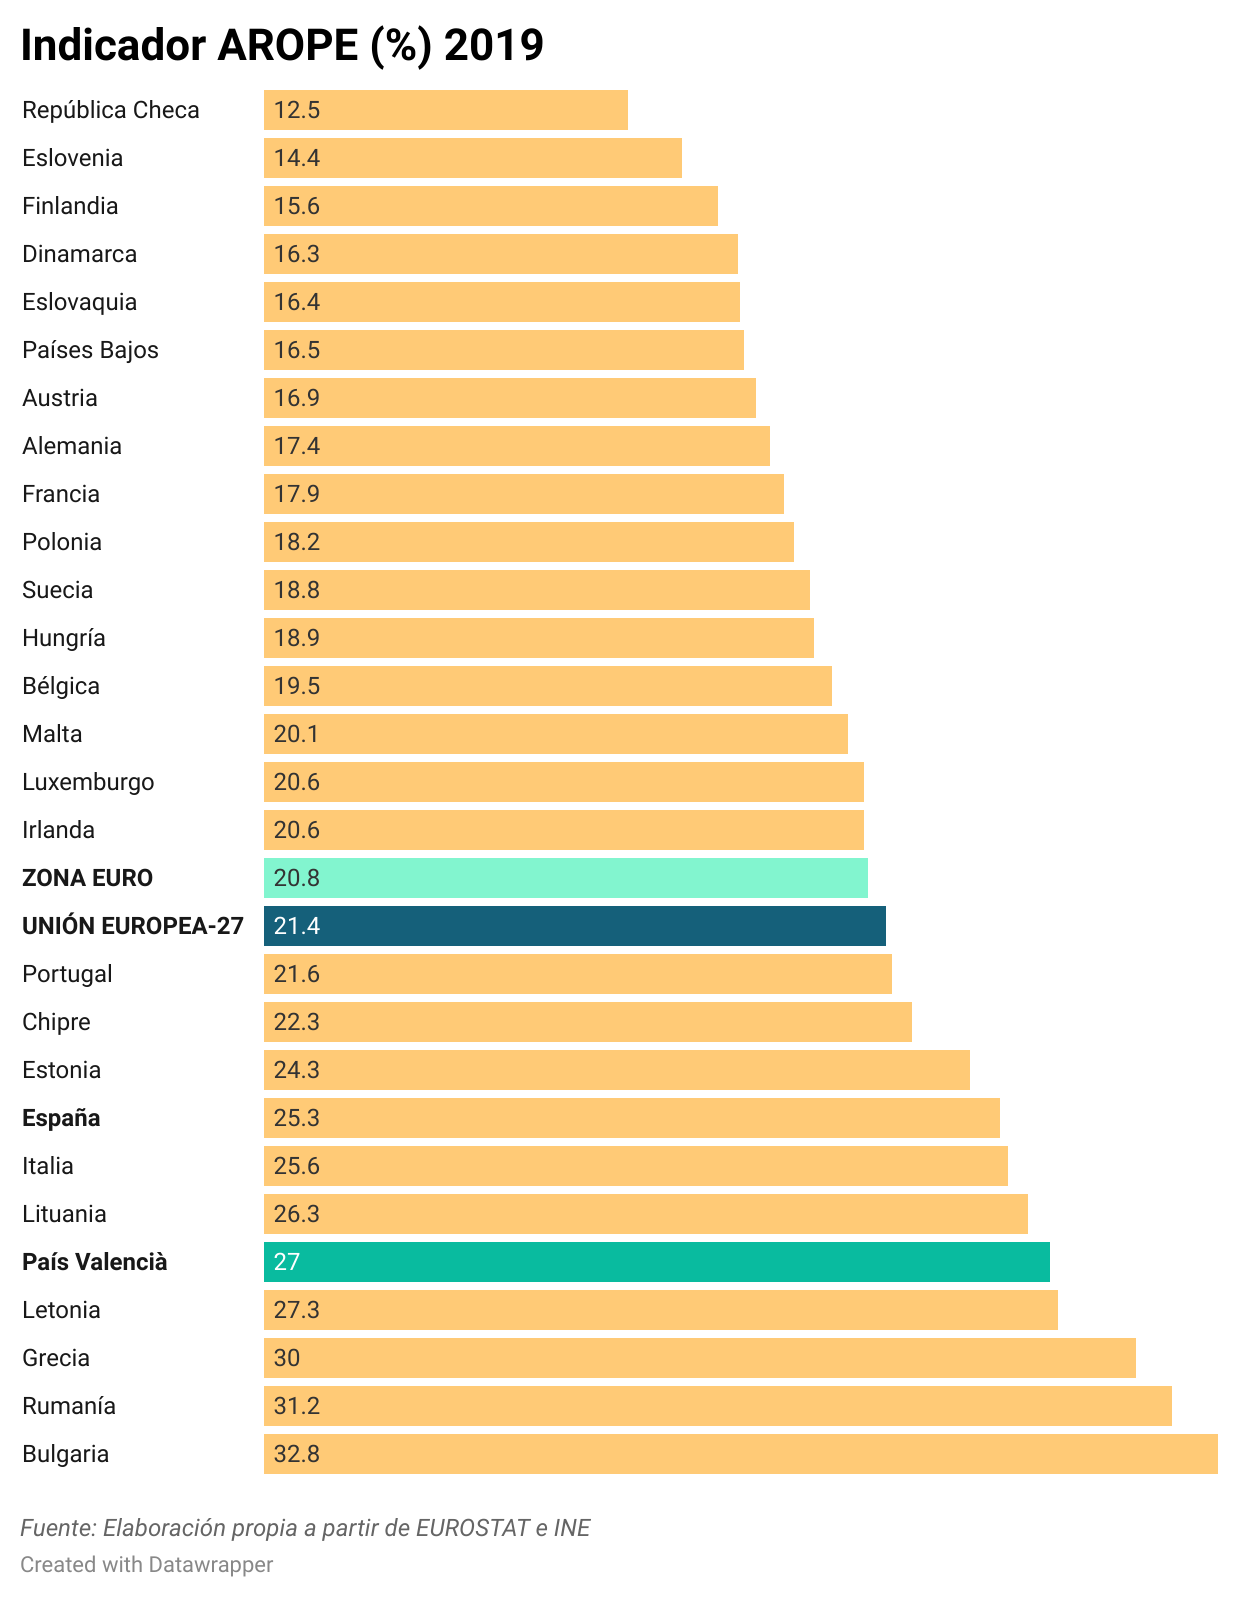 Indicador AROPE (%) 2019
República Checa 12.5
Eslovenia 14.4
Finlandia 15.6
Dinamarca 16.3
Eslovaquia 16.4
Países Bajos 16.5
Austria 16.9
Alemania 17.4
Francia 17.9
Polonia 18.2
Suecia 18.8
Hungría 18.9
Bélgica 19.5
Malta 20.1
Luxemburgo 20.6
Irlanda 20.6
ZONA EURO 20.8
UNIÓN EUROPEA-27 21.4
Portugal 21.6
Chipre 22.3
Estonia 24.3
España 25.3
Italia 25.6
Lituania 26.3
País Valencià 27
Letonia 27.3
Grecia 30
Rumanía 31.2
Bulgaria 32.8
Fuente: Elaboración propia a partir de EUROSTAT e INE
Created with Datawrapper